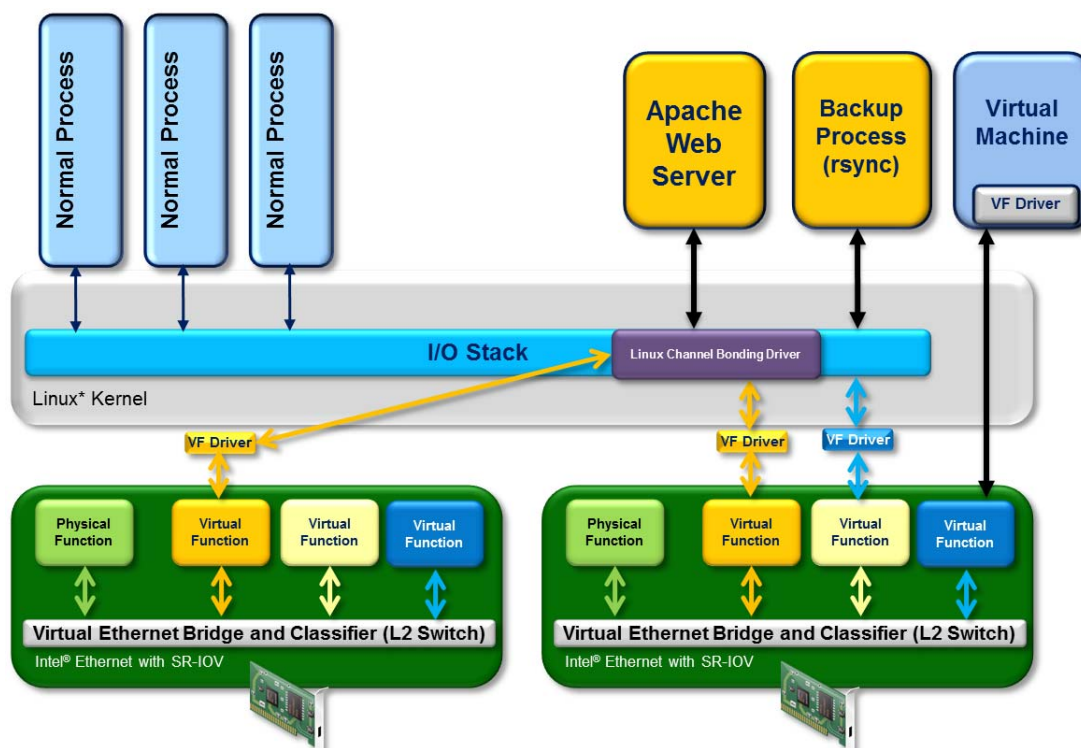 Normal Process
Normal Process
Normal Process
Apache
Web
Server
Backup
Process
(rsync)
Virtual
Machine
VF Driver
I/O Stack
Linux Channel Bonding Driver
Linux* Kernel
VF Driver
VF Driver
VF Driver
Physical
Function
Virtual
Function
Virtual
Function
Virtual
Function
Virtual Ethernet Bridge and Classifier (L2 Switch)
Intel® Ethernet with SR-IOV
Physical
Function
Virtual
Function
Virtual
Function
Virtual
Function
Virtual Ethernet Bridge and Classifier (L2 Switch)
Intel® Ethernet with SR-IOV